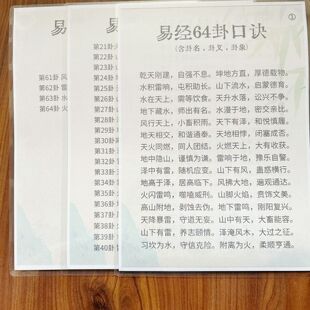 易
第61卦 风
第62卦
第63卦 水
第64卦 火
易
第21卦
第22卦 山
第23卦 山
第24卦
第25卦
第26卦
第27卦
第28卦
第29卦
第30卦
第31卦
第32卦
第33卦
第34卦
第35卦
第36卦
第37卦
第38卦
第39卦
第40卦
①
易经64卦口诀
(含卦名，卦义，卦象)
乾天刚建，自强不息。坤地方直，厚德载物。
水积雷响，屯积助长。山下流水，启蒙德育。
水在天上，需等饮食。天升水落，讼兴不争。
地下藏水，师出有名。水漫于地，密交亲比。
风行天上，小畜积雨。天下有泽，和悦慎履。
地天相交，和谐通泰。天地相悖，闭塞成否。
天火同燃，同人团结。火燃天上，大有收获。
地中隐山，谨慎为谦。雷响于地，豫乐自警。
泽中有雷，随机应变。山下有风，蛊惑横行。
地高于泽，居高临下。风拂大地，遍观通达。
火闪雷鸣，噬嗑戒刑。山脚火焰，贲饰文美。
高山附地，剥蚀去伪。地下雷鸣，刚阳复兴。
天降暴雷，守道无妄。山中有天，大畜能容。
山下有雷，养志颐情。泽淹风木，大过之征。
习坎为水，守信克险。附离为火，柔顺亨通。